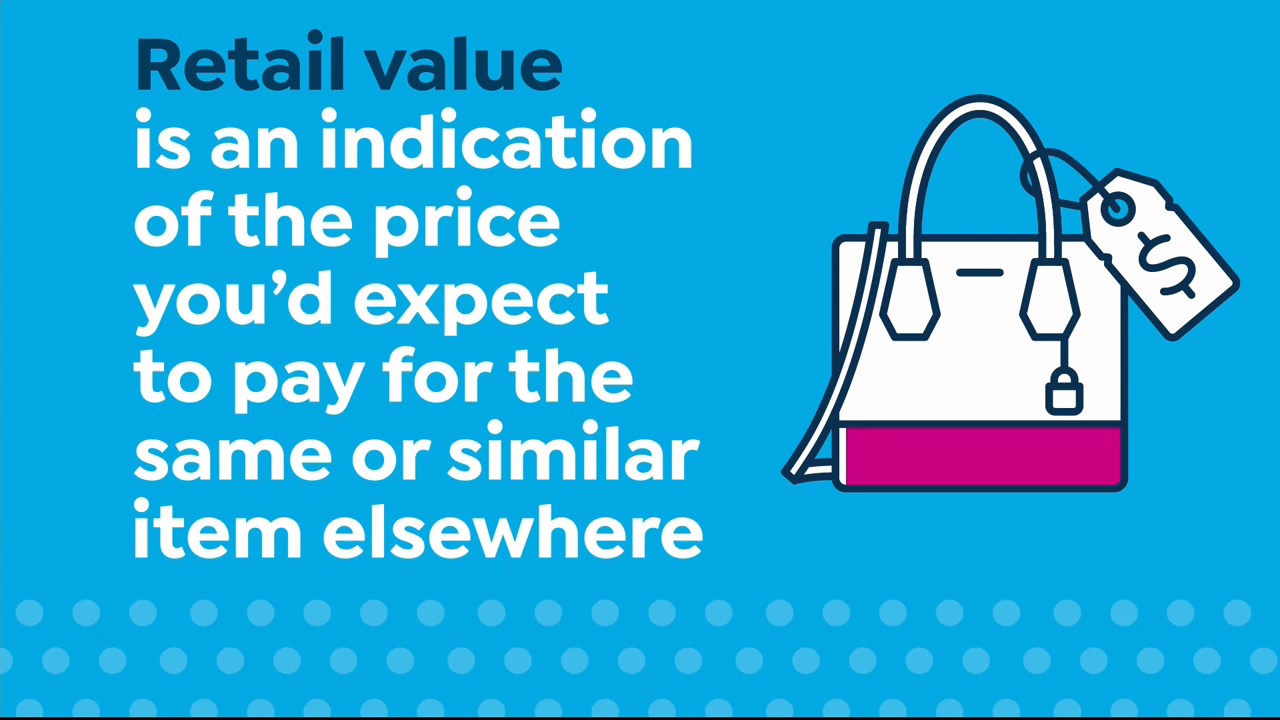 Retail value
is an indication
of the price
you’d expect
to pay for the
same or similar
item elsewhere
$